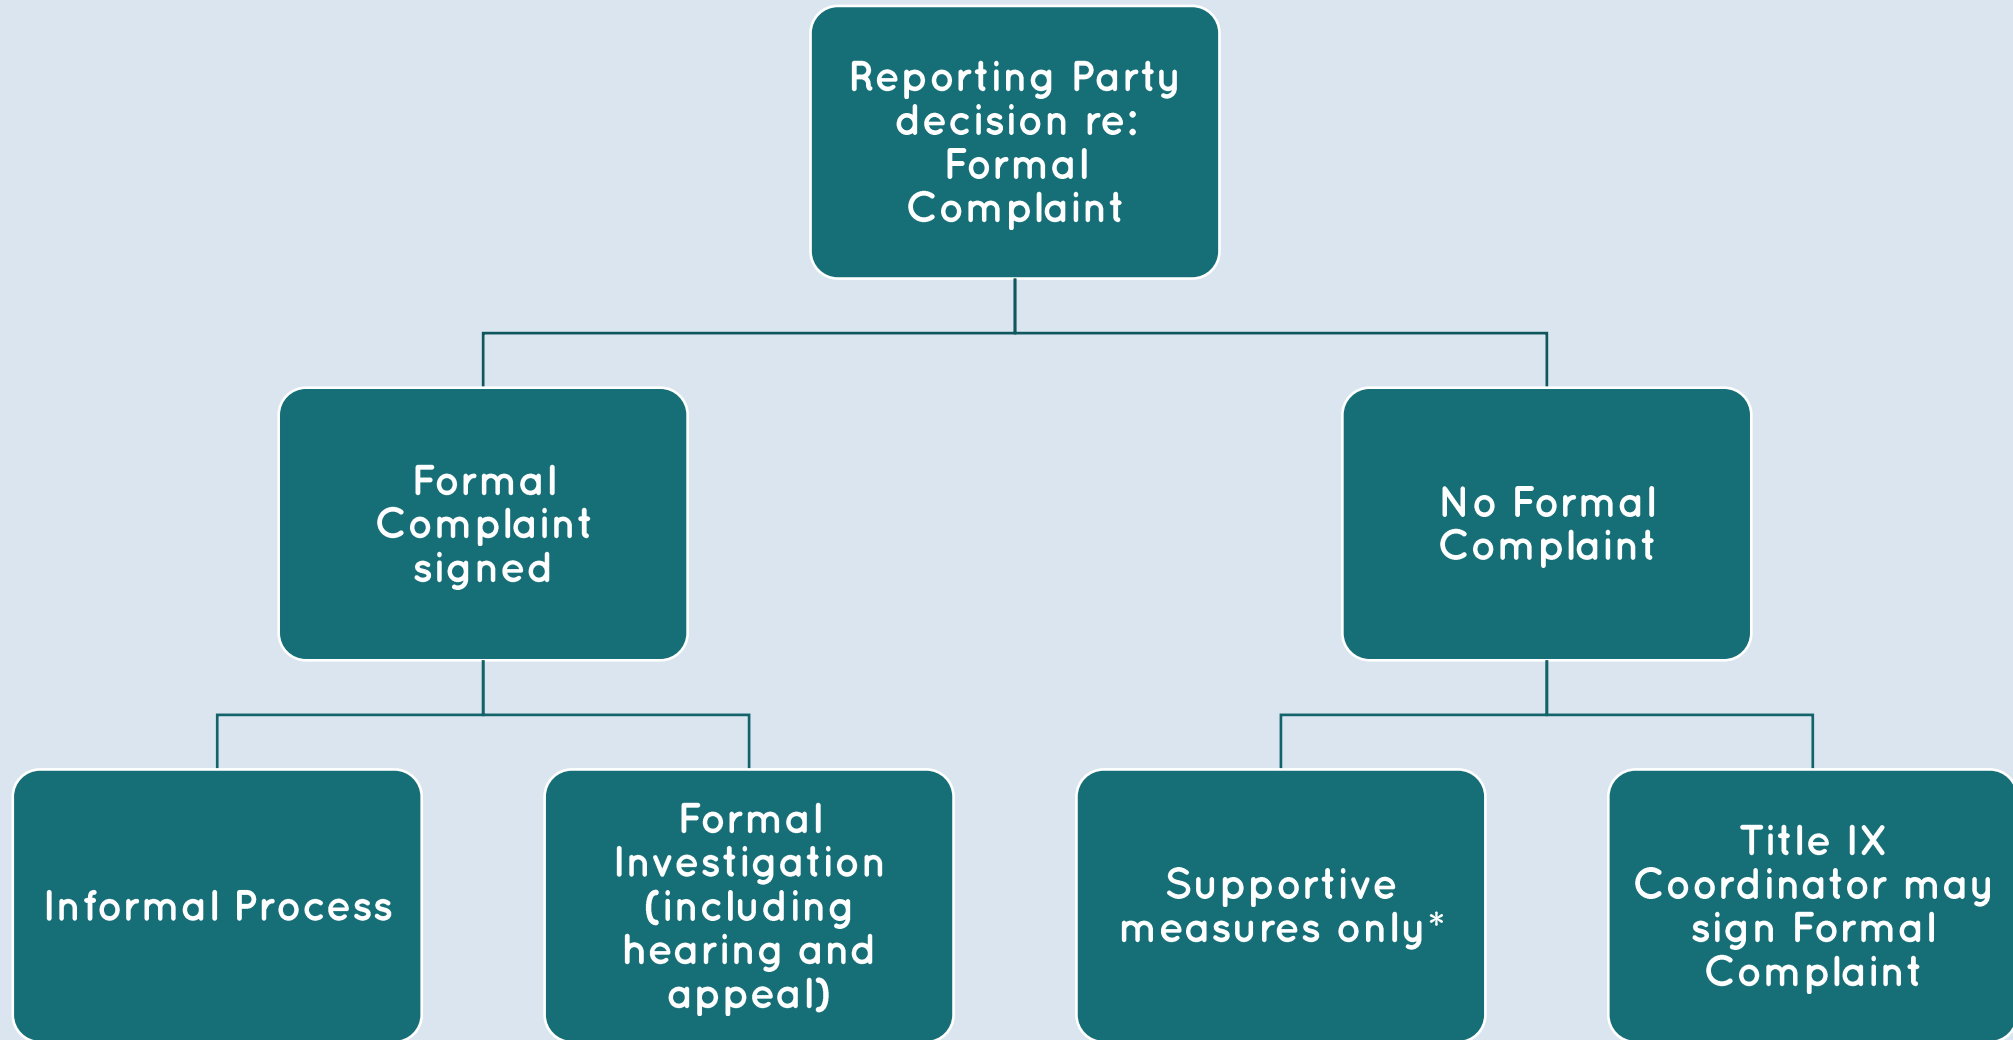 Reporting Party
decision re:
Formal
Complaint
Formal
Complaint
signed
No Formal
Complaint
Informal Process
Formal
Investigation
(including
hearing and
appeal)
Supportive
measures only*
Title IX
Coordinator may
sign Formal
Complaint